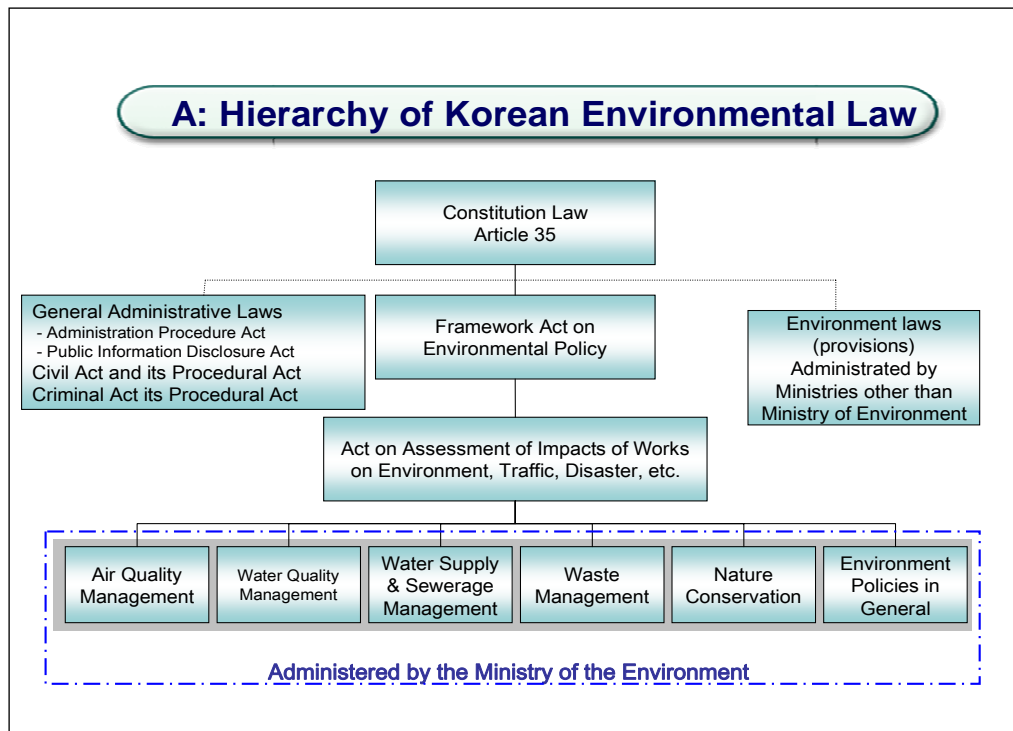 A: Hierarchy of Korean Environmental Law
Constitution Law
Article 35
General Administrative Laws
- Administration Procedure Act
- Public Information Disclosure Act
Civil Act and its Procedural Act
Criminal Act its Procedural Act
Framework Act on
Environmental Policy
Environment laws
(provisions)
Administrated by
Ministries other than
Ministry of Environment
Act on Assessment of Impacts of Works
on Environment, Traffic, Disaster, etc.
Air Quality
Management
Water Quality
Management
Water Supply
& Sewerage
Management
Waste
Management
Nature
Conservation
Environment
Policies in
General
Administered by the Ministry of the Environment